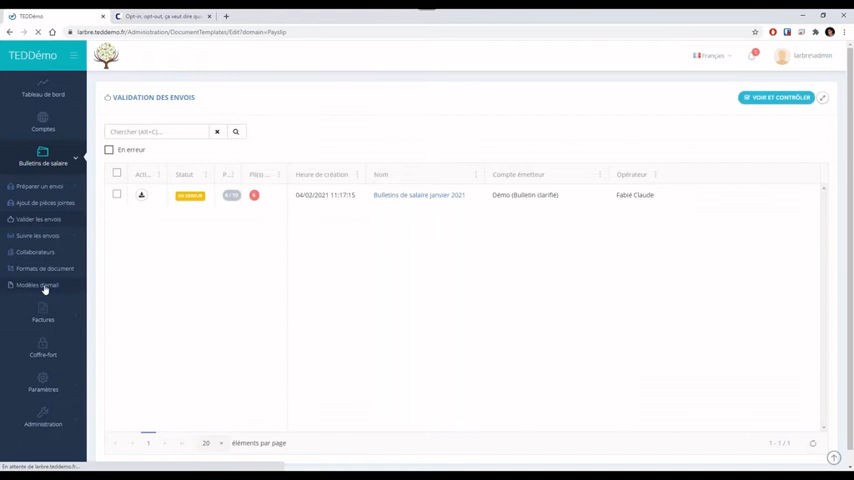 TEDDémo
Opt-in, opt-out, ça veut dire qu
larbre.teddemo.fr/Administration/DocumentTemplates/Edit?domain=Payslip
TEDDémo
Français
larbre\admin
Tableau de bord
Comptes
Bulletins de salaire
Préparer un envoi
Ajout de pièces jointes
Valider les envois
Suivre les envois
Collaborateurs
Formats de document
Modèles d'email
Factures
Coffre-fort
Paramètres
Administration
VALIDATION DES ENVOIS
VOIR ET CONTRÔLER
Chercher (Alt+C)...
En erreur
Acti...
Statut
P...
Pli(s) ...
Heure de création
Nom
Compte émetteur
Opérateur
EN ERREUR
04/02/2021 11:17:15
Bulletins de salaire janvier 2021
Démo (Bulletin clarifié)
Fabié Claude
1
20
éléments par page
1 - 1 / 1
En attente de larbre.teddemo.fr...